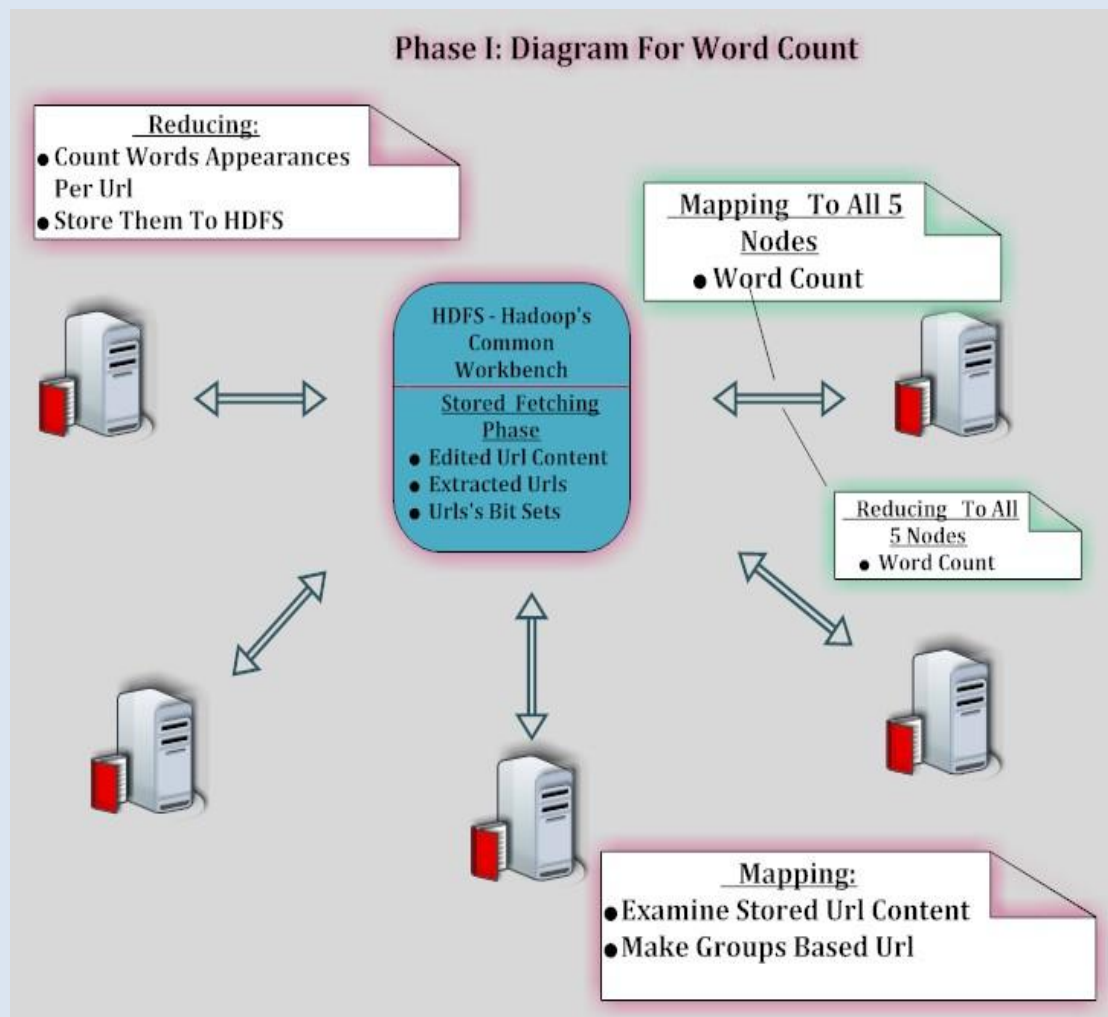 Phase I: Diagram For Word Count
Reducing:
● Count Words Appearances
Per Url
● Store Them To HDFS
Mapping To All 5
Nodes
● Word Count
HDFS - Hadoop's
Common
Workbench
Stored Fetching
Phase
● Edited Url Content
● Extracted Urls
● Urls's Bit Sets
Reducing To All
5 Nodes
● Word Count
Mapping:
● Examine Stored Url Content
● Make Groups Based Url